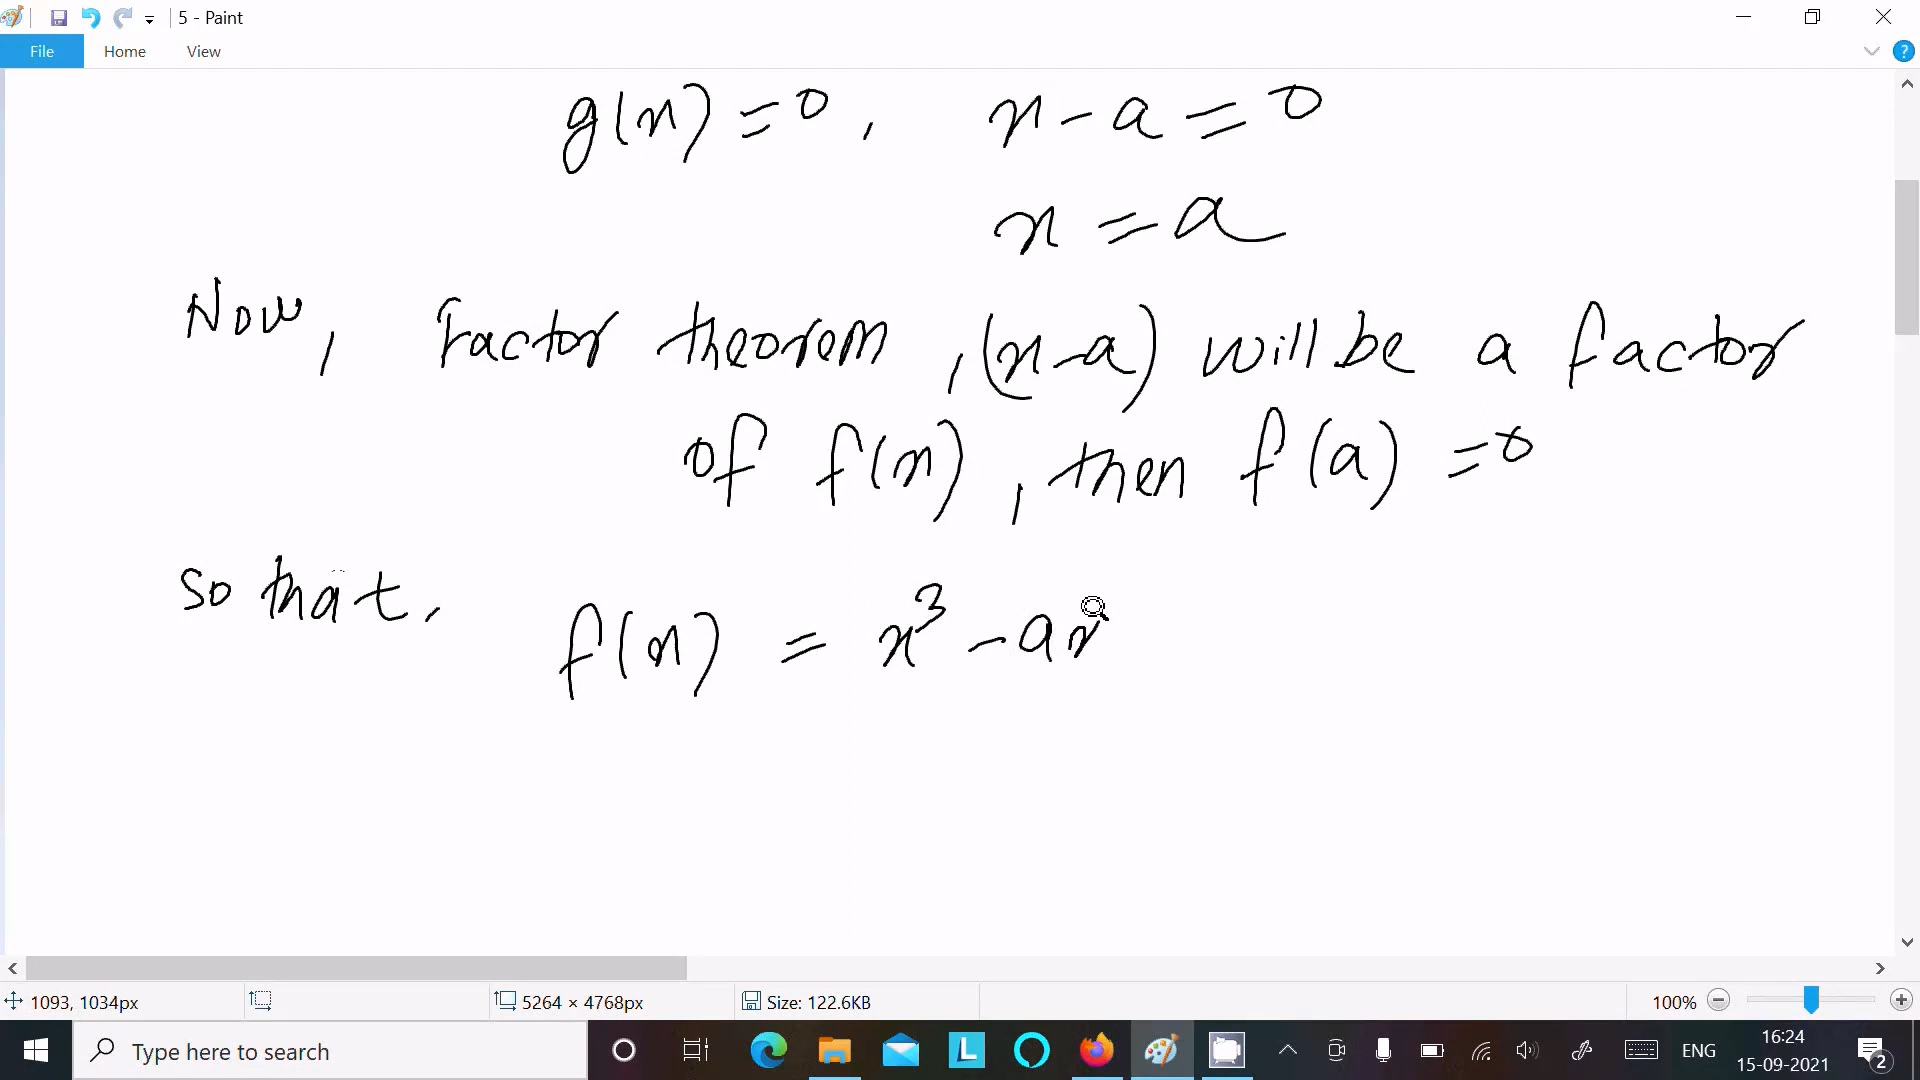 5 - Paint
File Home View
g(x) = 0, x - a = 0
x = a
Now, Factor theorem, (x-a) will be a factor
of f(x), then f(a) = 0
so that, f(x) = x³ - ax
1093, 1034px 5264 × 4768px Size: 122.6KB 100%
Type here to search L ENG 16:24
15-09-2021 2